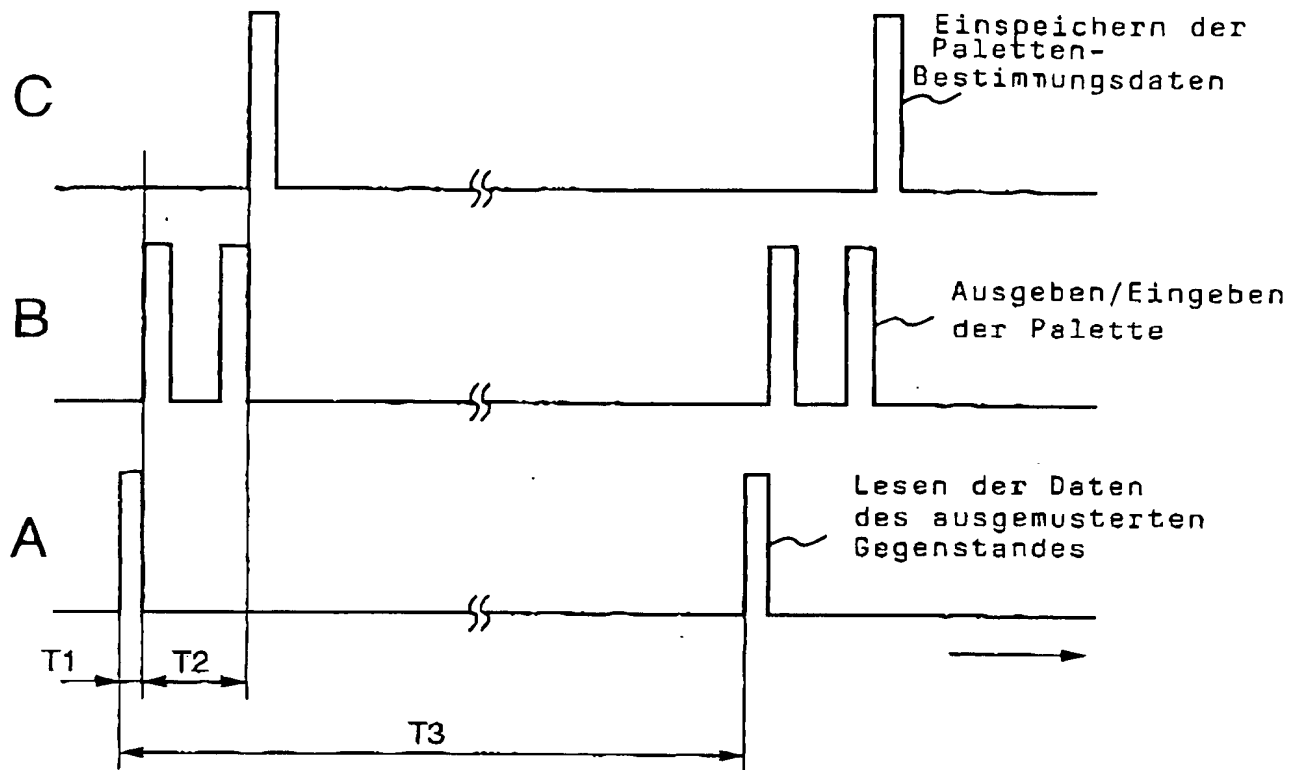 C
Einspeichern der
Paletten-
Bestimmungsdaten
B
Ausgeben/Eingeben
der Palette
A
Lesen der Daten
des ausgemusterten
Gegenstandes
T1
T2
T3